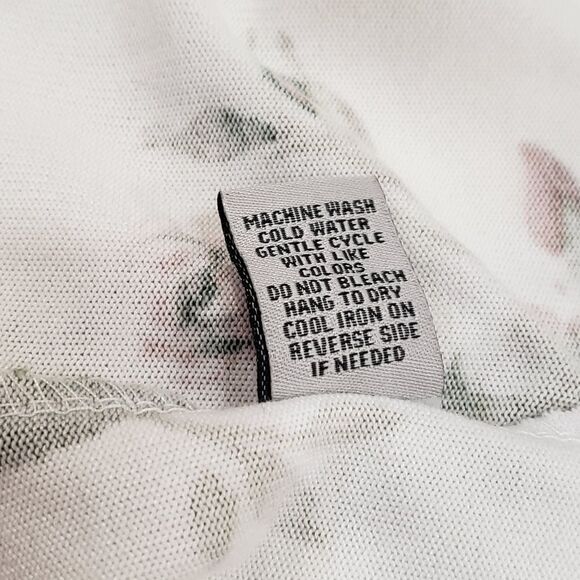 MACHINE WASH
COLD WATER
GENTLE CYCLE
WITH LIKE
COLORS
DO NOT BLEACH
HANG TO DRY
COOL IRON ON
REVERSE SIDE
IF NEEDED